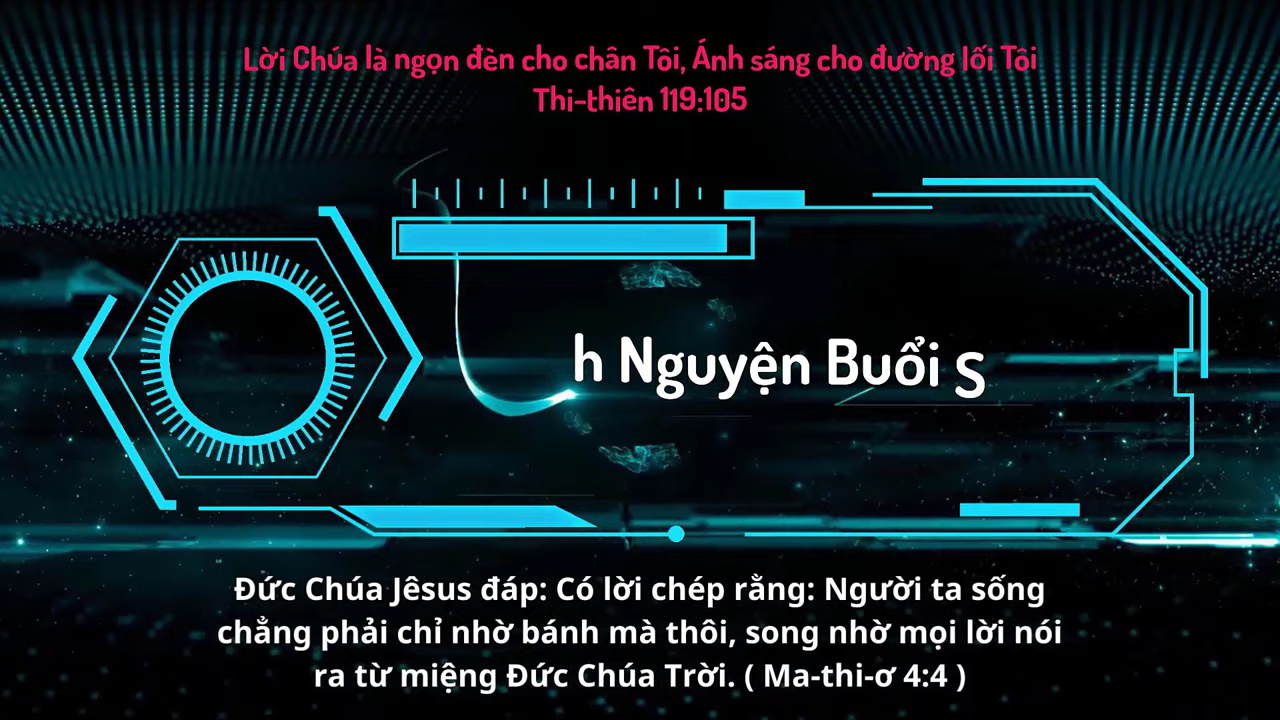 Lời Chúa là ngọn đèn cho chân Tôi, Ánh sáng cho đường lối Tôi
Thi-thiên 119:105
h Nguyện Buổi S
Đức Chúa Jêsus đáp: Có lời chép rằng: Người ta sống
chẳng phải chỉ nhờ bánh mà thôi, song nhờ mọi lời nói
ra từ miệng Đức Chúa Trời. ( Ma-thi-ơ 4:4 )